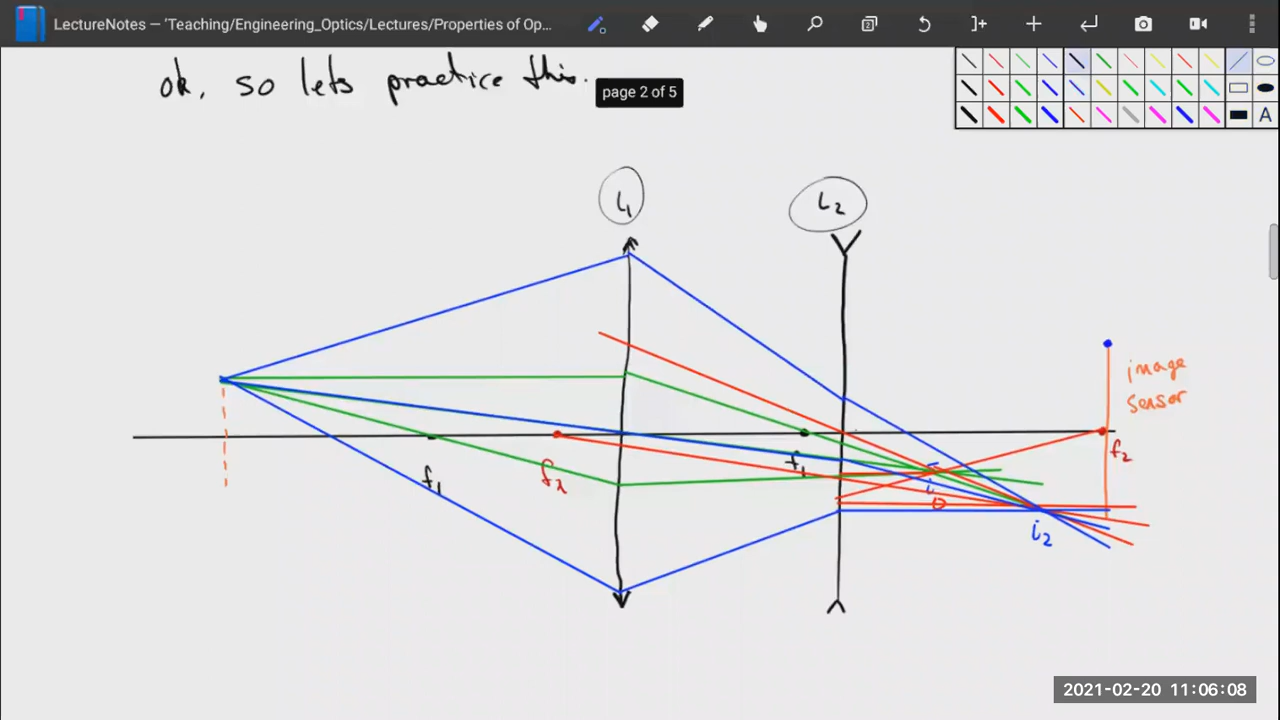 LectureNotes — 'Teaching/Engineering_Optics/Lectures/Properties of Op...
A
ok, so lets practice this.
page 2 of 5
L1
L2
image
sensor
f1
f2
f1
i
o
f2
i2
2021-02-20 11:06:08